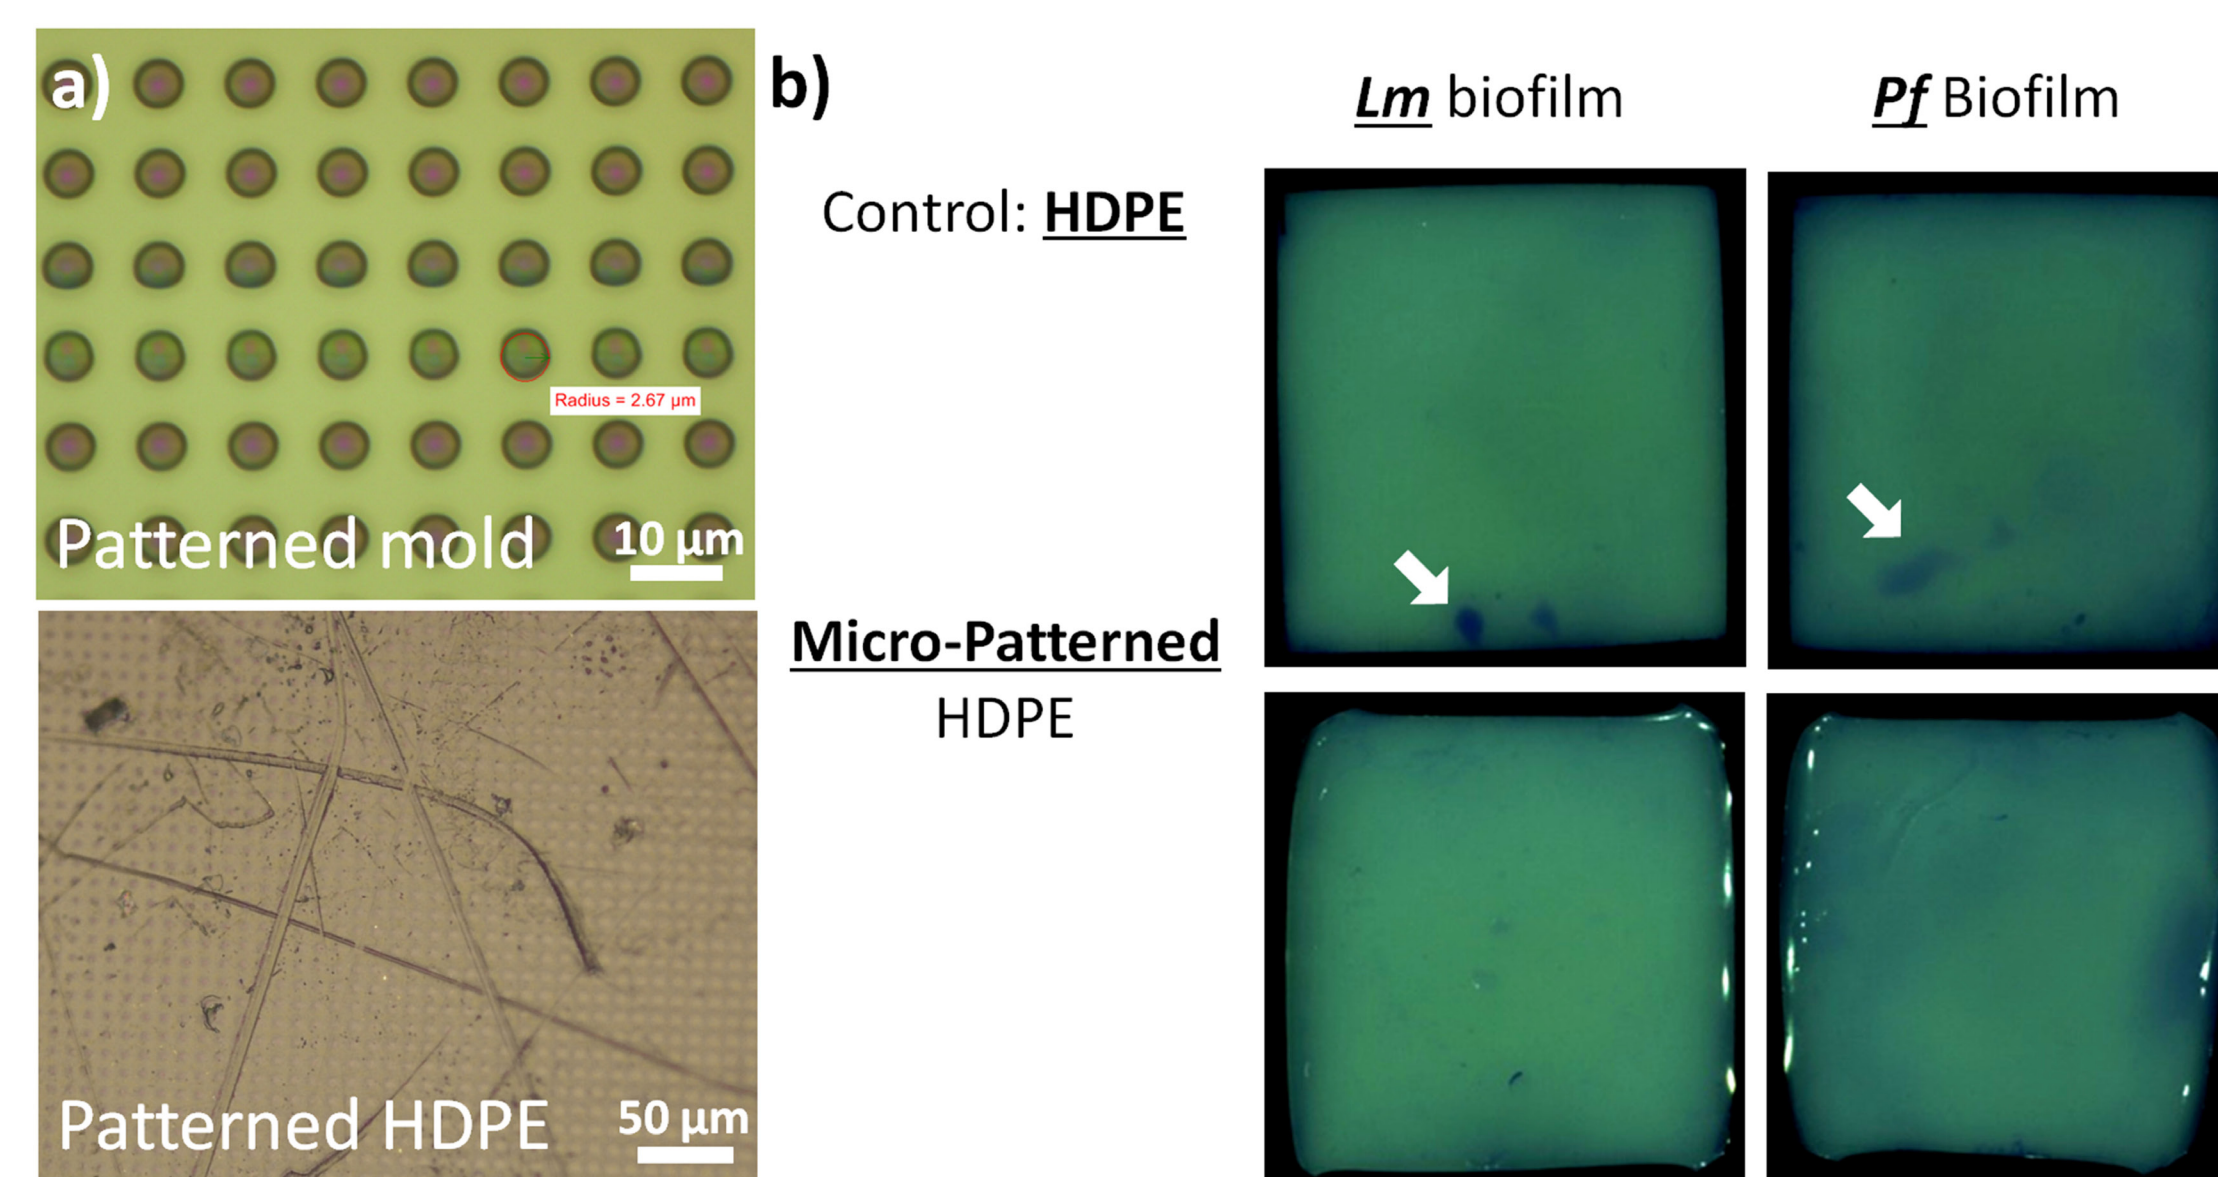 a)
Radius = 2.67 µm
Patterned mold
10 µm
Patterned HDPE
50 µm
b)
Lm biofilm
Pf Biofilm
Control: HDPE
Micro-Patterned
HDPE